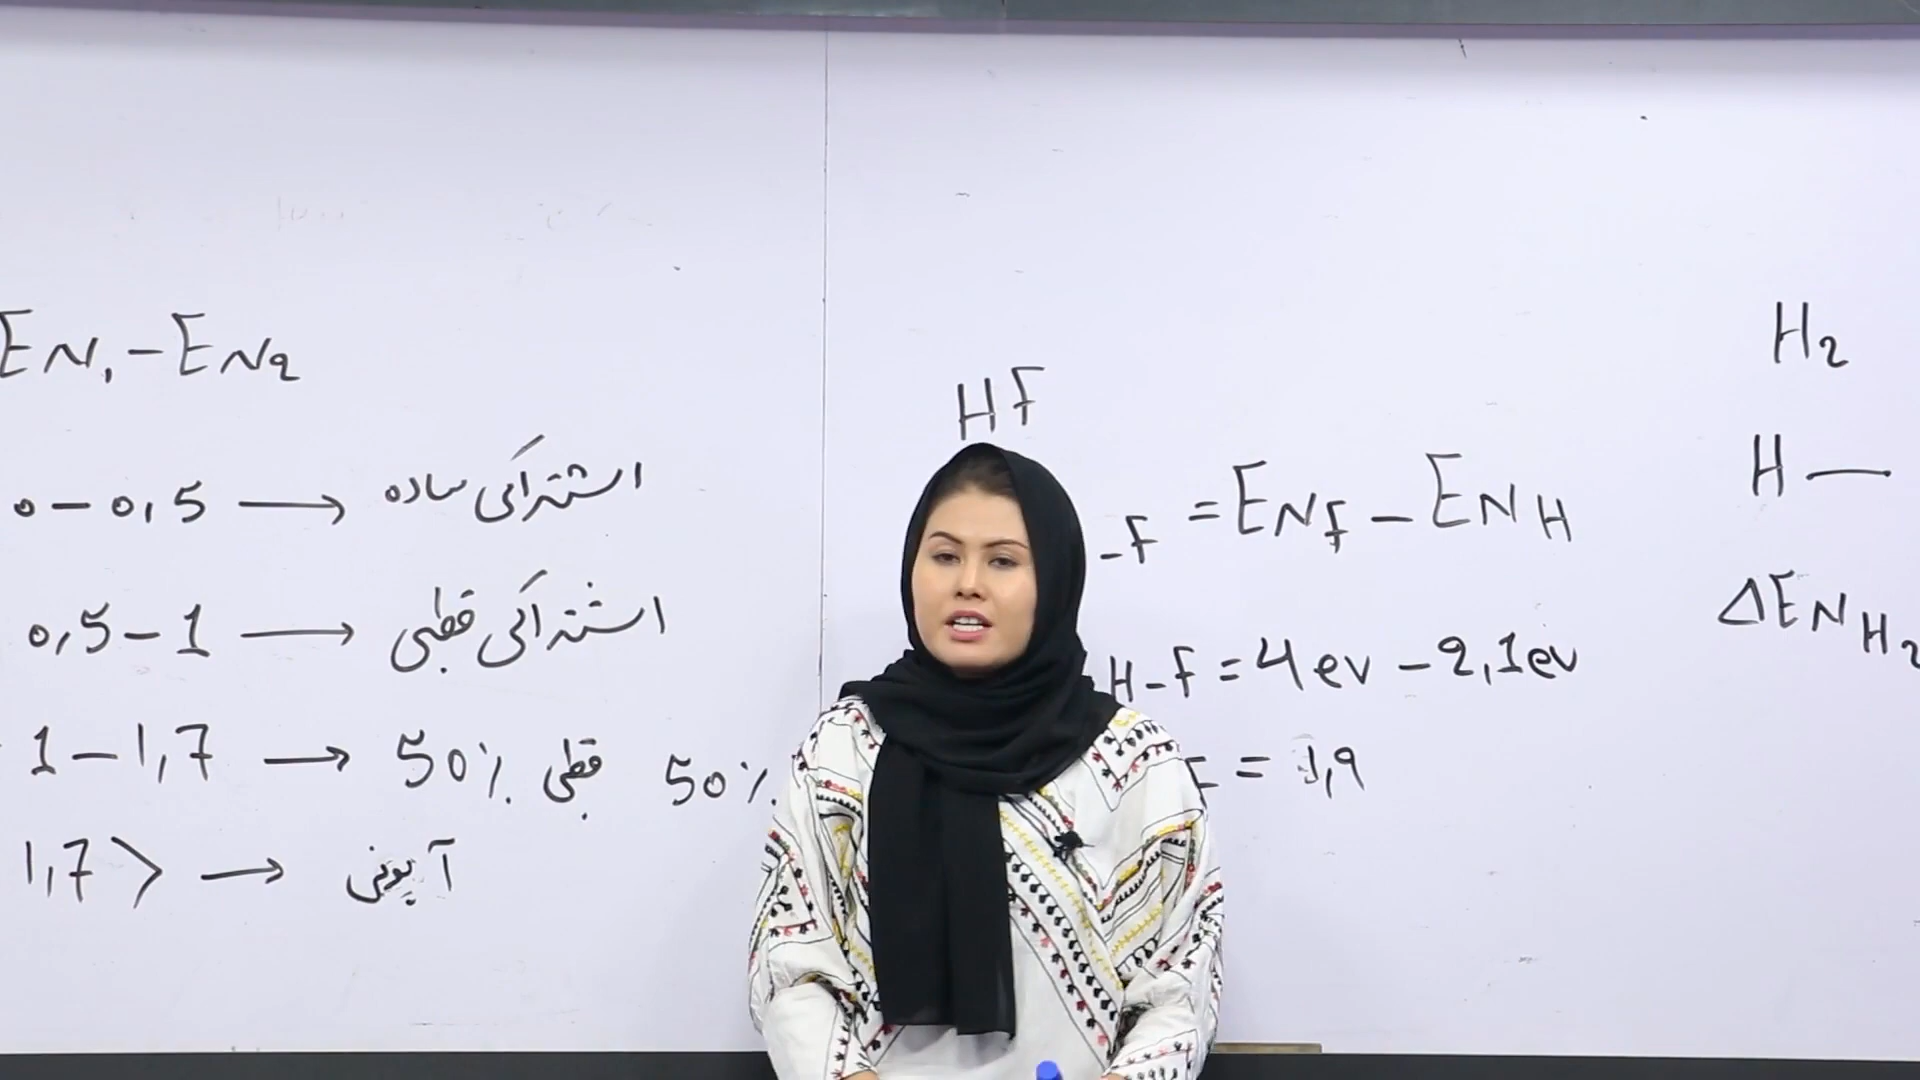 EN₁ - EN2
0 - 0,5 → اشتراکی ساده
0,5 - 1 → اشتراکی قطبی
1 - 1,7 → 50٪ قطبی 50٪
1,7 > → آیونی
HF
-F = ENF - ENH
H-F = 4ev - 2,1ev
= 1,9
H2
H —
ΔENH2